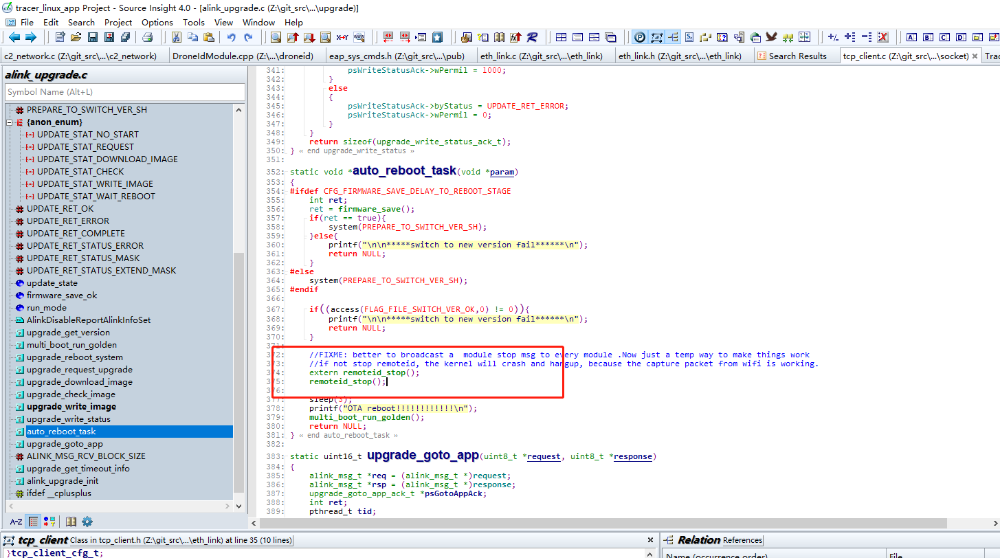 tracer_linux_app Project - Source Insight 4.0 - [alink_upgrade.c (Z:\git_src\...\upgrade)]
File Edit Search Project Options Tools View Window Help
c2_network.c (Z:\git_src\...\c2_network) DroneIdModule.cpp (Z:\...\droneid) eap_sys_cmds.h (Z:\git_src\...\pub) eth_link.c (Z:\git_src\...\eth_link) eth_link.h (Z:\git_src\...\eth_link) Search Results tcp_client.c (Z:\git_src\...\socket) Trac
alink_upgrade.c
Symbol Name (Alt+L)
PREPARE_TO_SWITCH_VER_SH
{anon_enum}
UPDATE_STAT_NO_START
UPDATE_STAT_REQUEST
UPDATE_STAT_DOWNLOAD_IMAGE
UPDATE_STAT_CHECK
UPDATE_STAT_WRITE_IMAGE
UPDATE_STAT_WAIT_REBOOT
UPDATE_RET_OK
UPDATE_RET_ERROR
UPDATE_RET_COMPLETE
UPDATE_RET_STATUS_ERROR
UPDATE_RET_STATUS_MASK
UPDATE_RET_STATUS_EXTEND_MASK
update_state
firmware_save_ok
run_mode
AlinkDisableReportAlinkInfoSet
upgrade_get_version
multi_boot_run_golden
upgrade_reboot_system
upgrade_request_upgrade
upgrade_download_image
upgrade_check_image
upgrade_write_image
upgrade_write_status
auto_reboot_task
upgrade_goto_app
ALINK_MSG_RCV_BLOCK_SIZE
upgrade_get_timeout_info
alink_upgrade_init
ifdef __cplusplus
A-Z
341: psWriteStatusAck->wPermil = 1000;
342: }
343: else
344: {
345: psWriteStatusAck->byStatus = UPDATE_RET_ERROR;
346: psWriteStatusAck->wPermil = 0;
347: }
348: }
349: return sizeof(upgrade_write_status_ack_t);
350: } « end upgrade_write_status »
351:
352: static void *auto_reboot_task(void *param)
353: {
354: #ifdef CFG_FIRMWARE_SAVE_DELAY_TO_REBOOT_STAGE
355: int ret;
356: ret = firmware_save();
357: if(ret == true){
358: system(PREPARE_TO_SWITCH_VER_SH);
359: }else{
360: printf("\n\n*****switch to new version fail******\n");
361: return NULL;
362: }
363: #else
364: system(PREPARE_TO_SWITCH_VER_SH);
365: #endif
366:
367: if((access(FLAG_FILE_SWITCH_VER_OK,0) != 0)){
368: printf("\n\n*****switch to new version fail******\n");
369: return NULL;
370: }
371:
372: //FIXME: better to broadcast a  module stop msg to every module .Now just a temp way to make things work
373: //if not stop remoteid, the kernel will crash and hangup, because the capture packet from wifi is working.
374: extern remoteid_stop();
375: remoteid_stop();
376:
377: sleep(3);
378: printf("OTA reboot!!!!!!!!!!!!\n");
379: multi_boot_run_golden();
380: return NULL;
381: } « end auto_reboot_task »
382:
383: static uint16_t upgrade_goto_app(uint8_t *request, uint8_t *response)
384: {
385: alink_msg_t *req = (alink_msg_t *)request;
386: alink_msg_t *rsp = (alink_msg_t *)response;
387: upgrade_goto_app_ack_t *psGotoAppAck;
388: int ret;
389: pthread_t tid;
tcp_client Class in tcp_client.h (Z:\git_src\...\eth_link) at line 35 (10 lines)
}tcp_client_cfg_t;
Relation References
Name (occurrence order) File